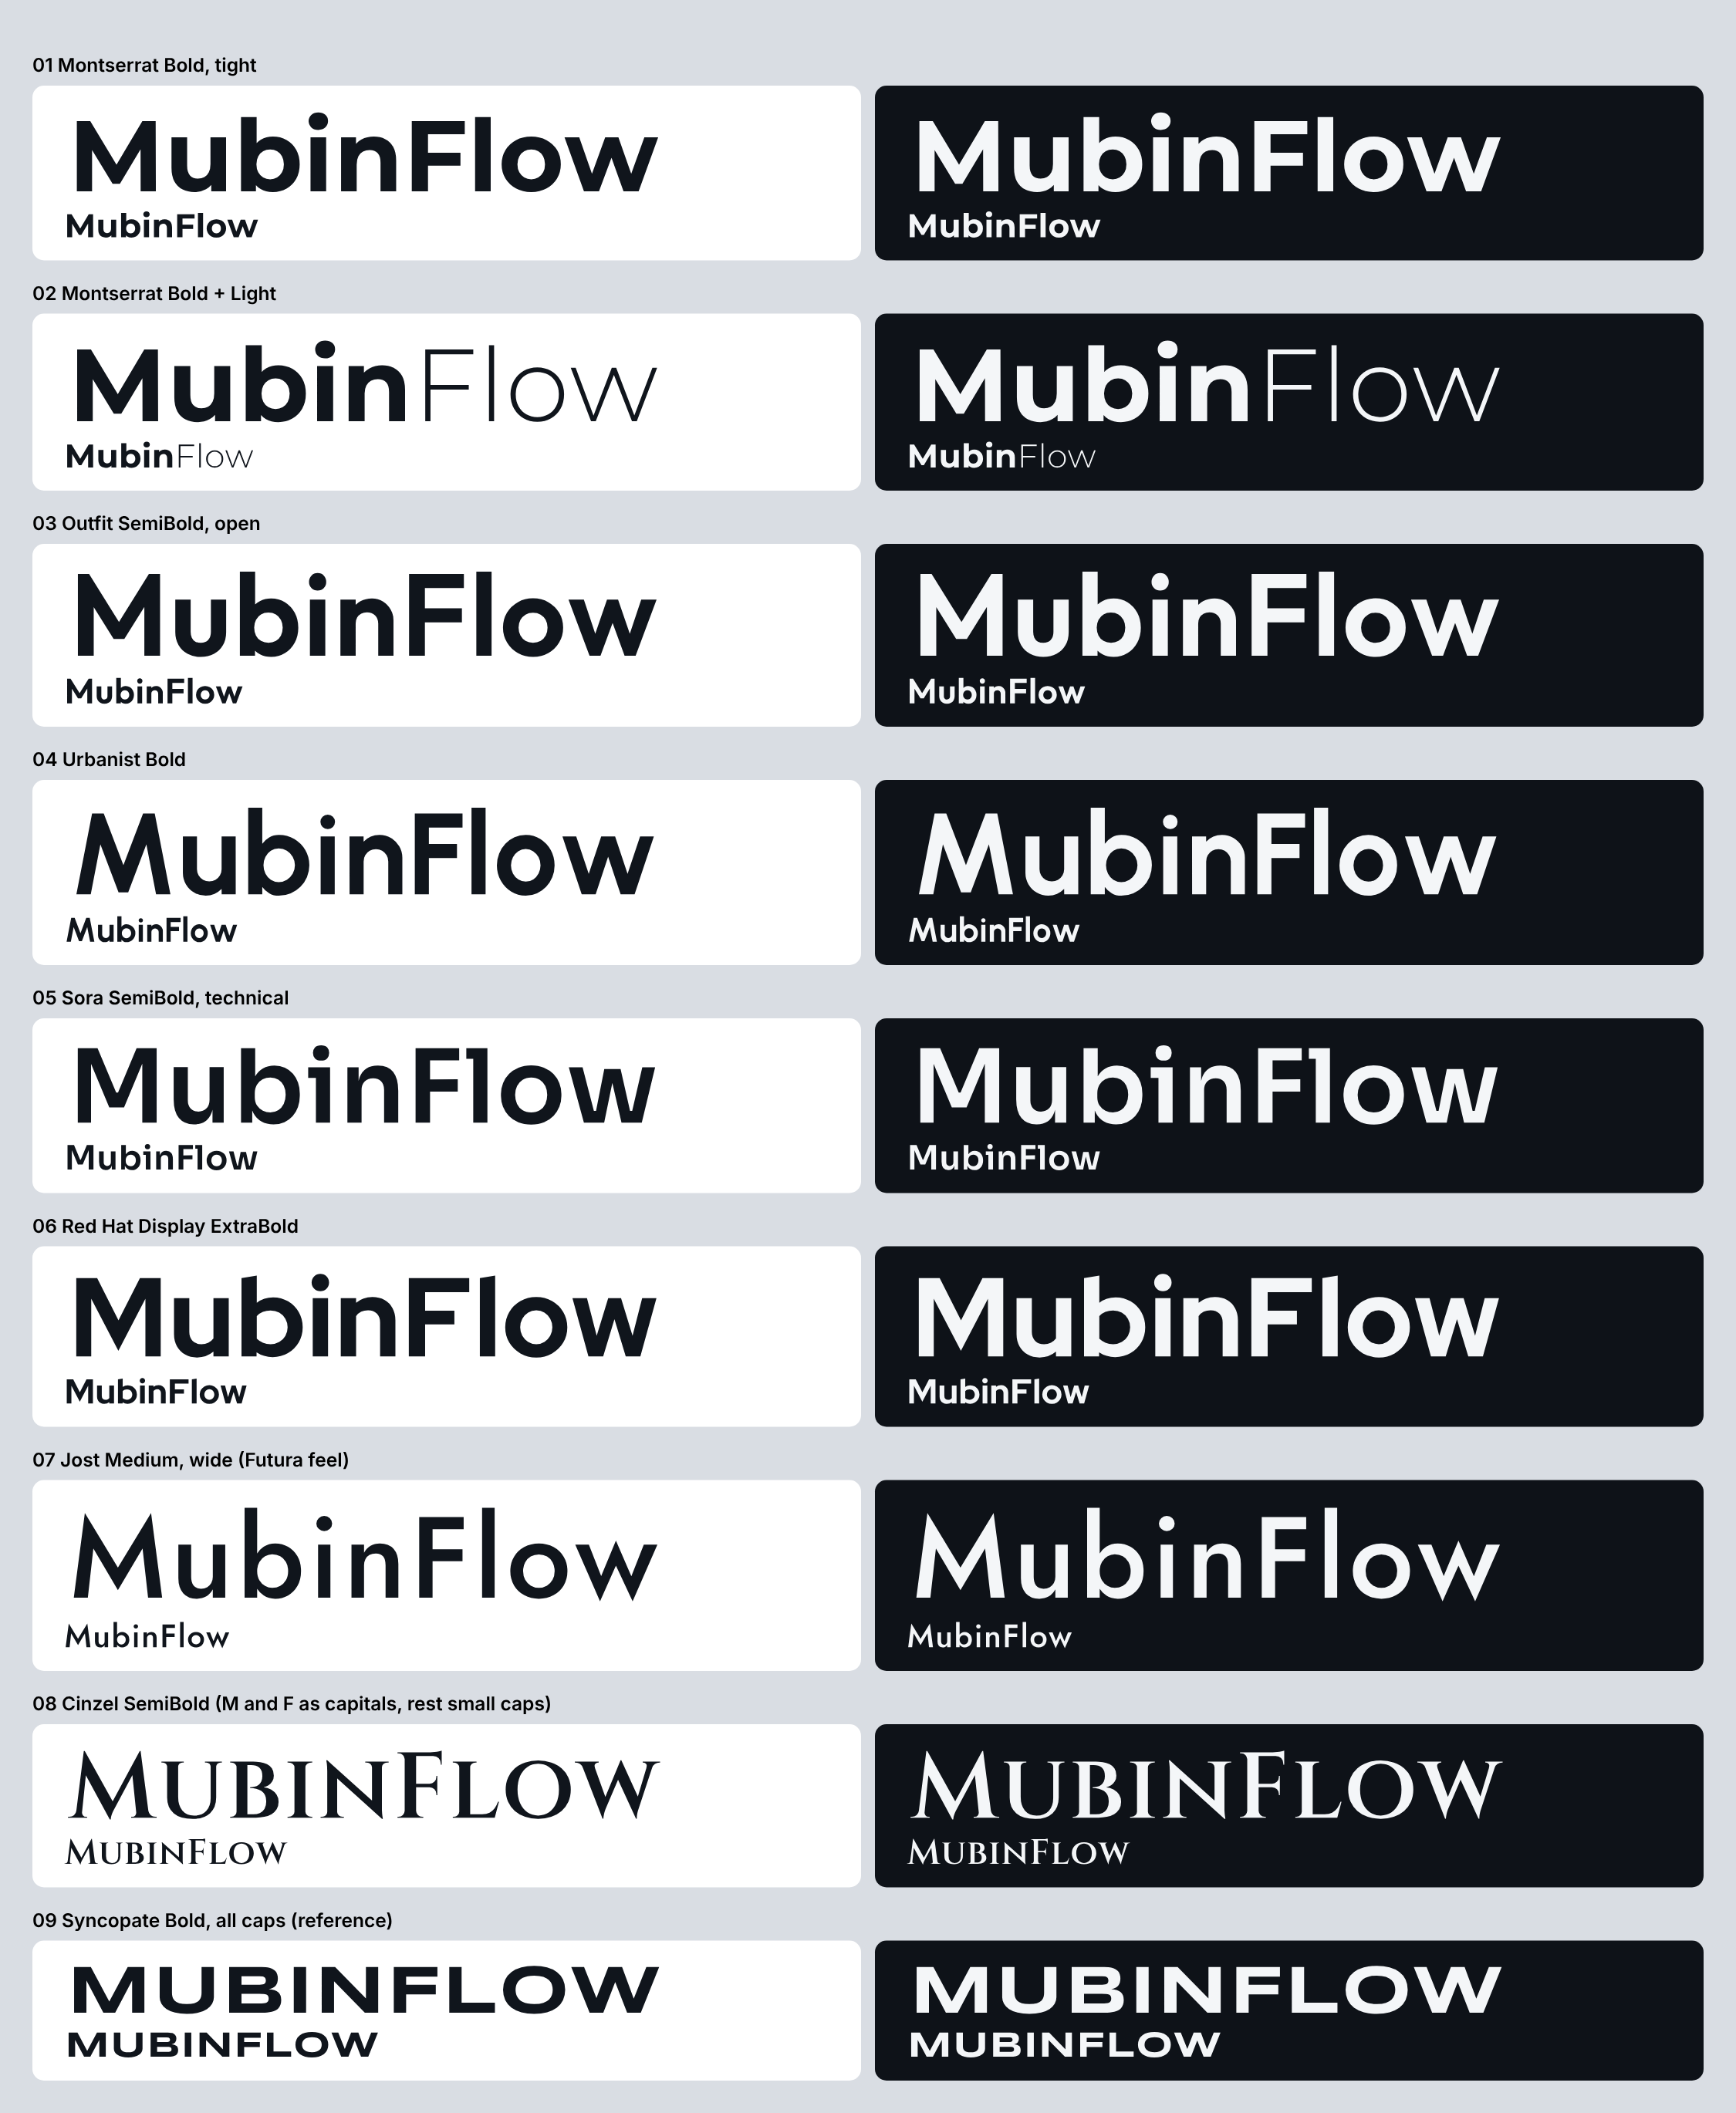 01 Montserrat Bold, tight
MubinFlow MubinFlow
MubinFlow MubinFlow
02 Montserrat Bold + Light
MubinFlow MubinFlow
MubinFlow MubinFlow
03 Outfit SemiBold, open
MubinFlow MubinFlow
MubinFlow MubinFlow
04 Urbanist Bold
MubinFlow MubinFlow
MubinFlow MubinFlow
05 Sora SemiBold, technical
MubinFlow MubinFlow
MubinFlow MubinFlow
06 Red Hat Display ExtraBold
MubinFlow MubinFlow
MubinFlow MubinFlow
07 Jost Medium, wide (Futura feel)
MubinFlow MubinFlow
MubinFlow MubinFlow
08 Cinzel SemiBold (M and F as capitals, rest small caps)
MubinFlow MubinFlow
MubinFlow MubinFlow
09 Syncopate Bold, all caps (reference)
MUBINFLOW MUBINFLOW
MUBINFLOW MUBINFLOW